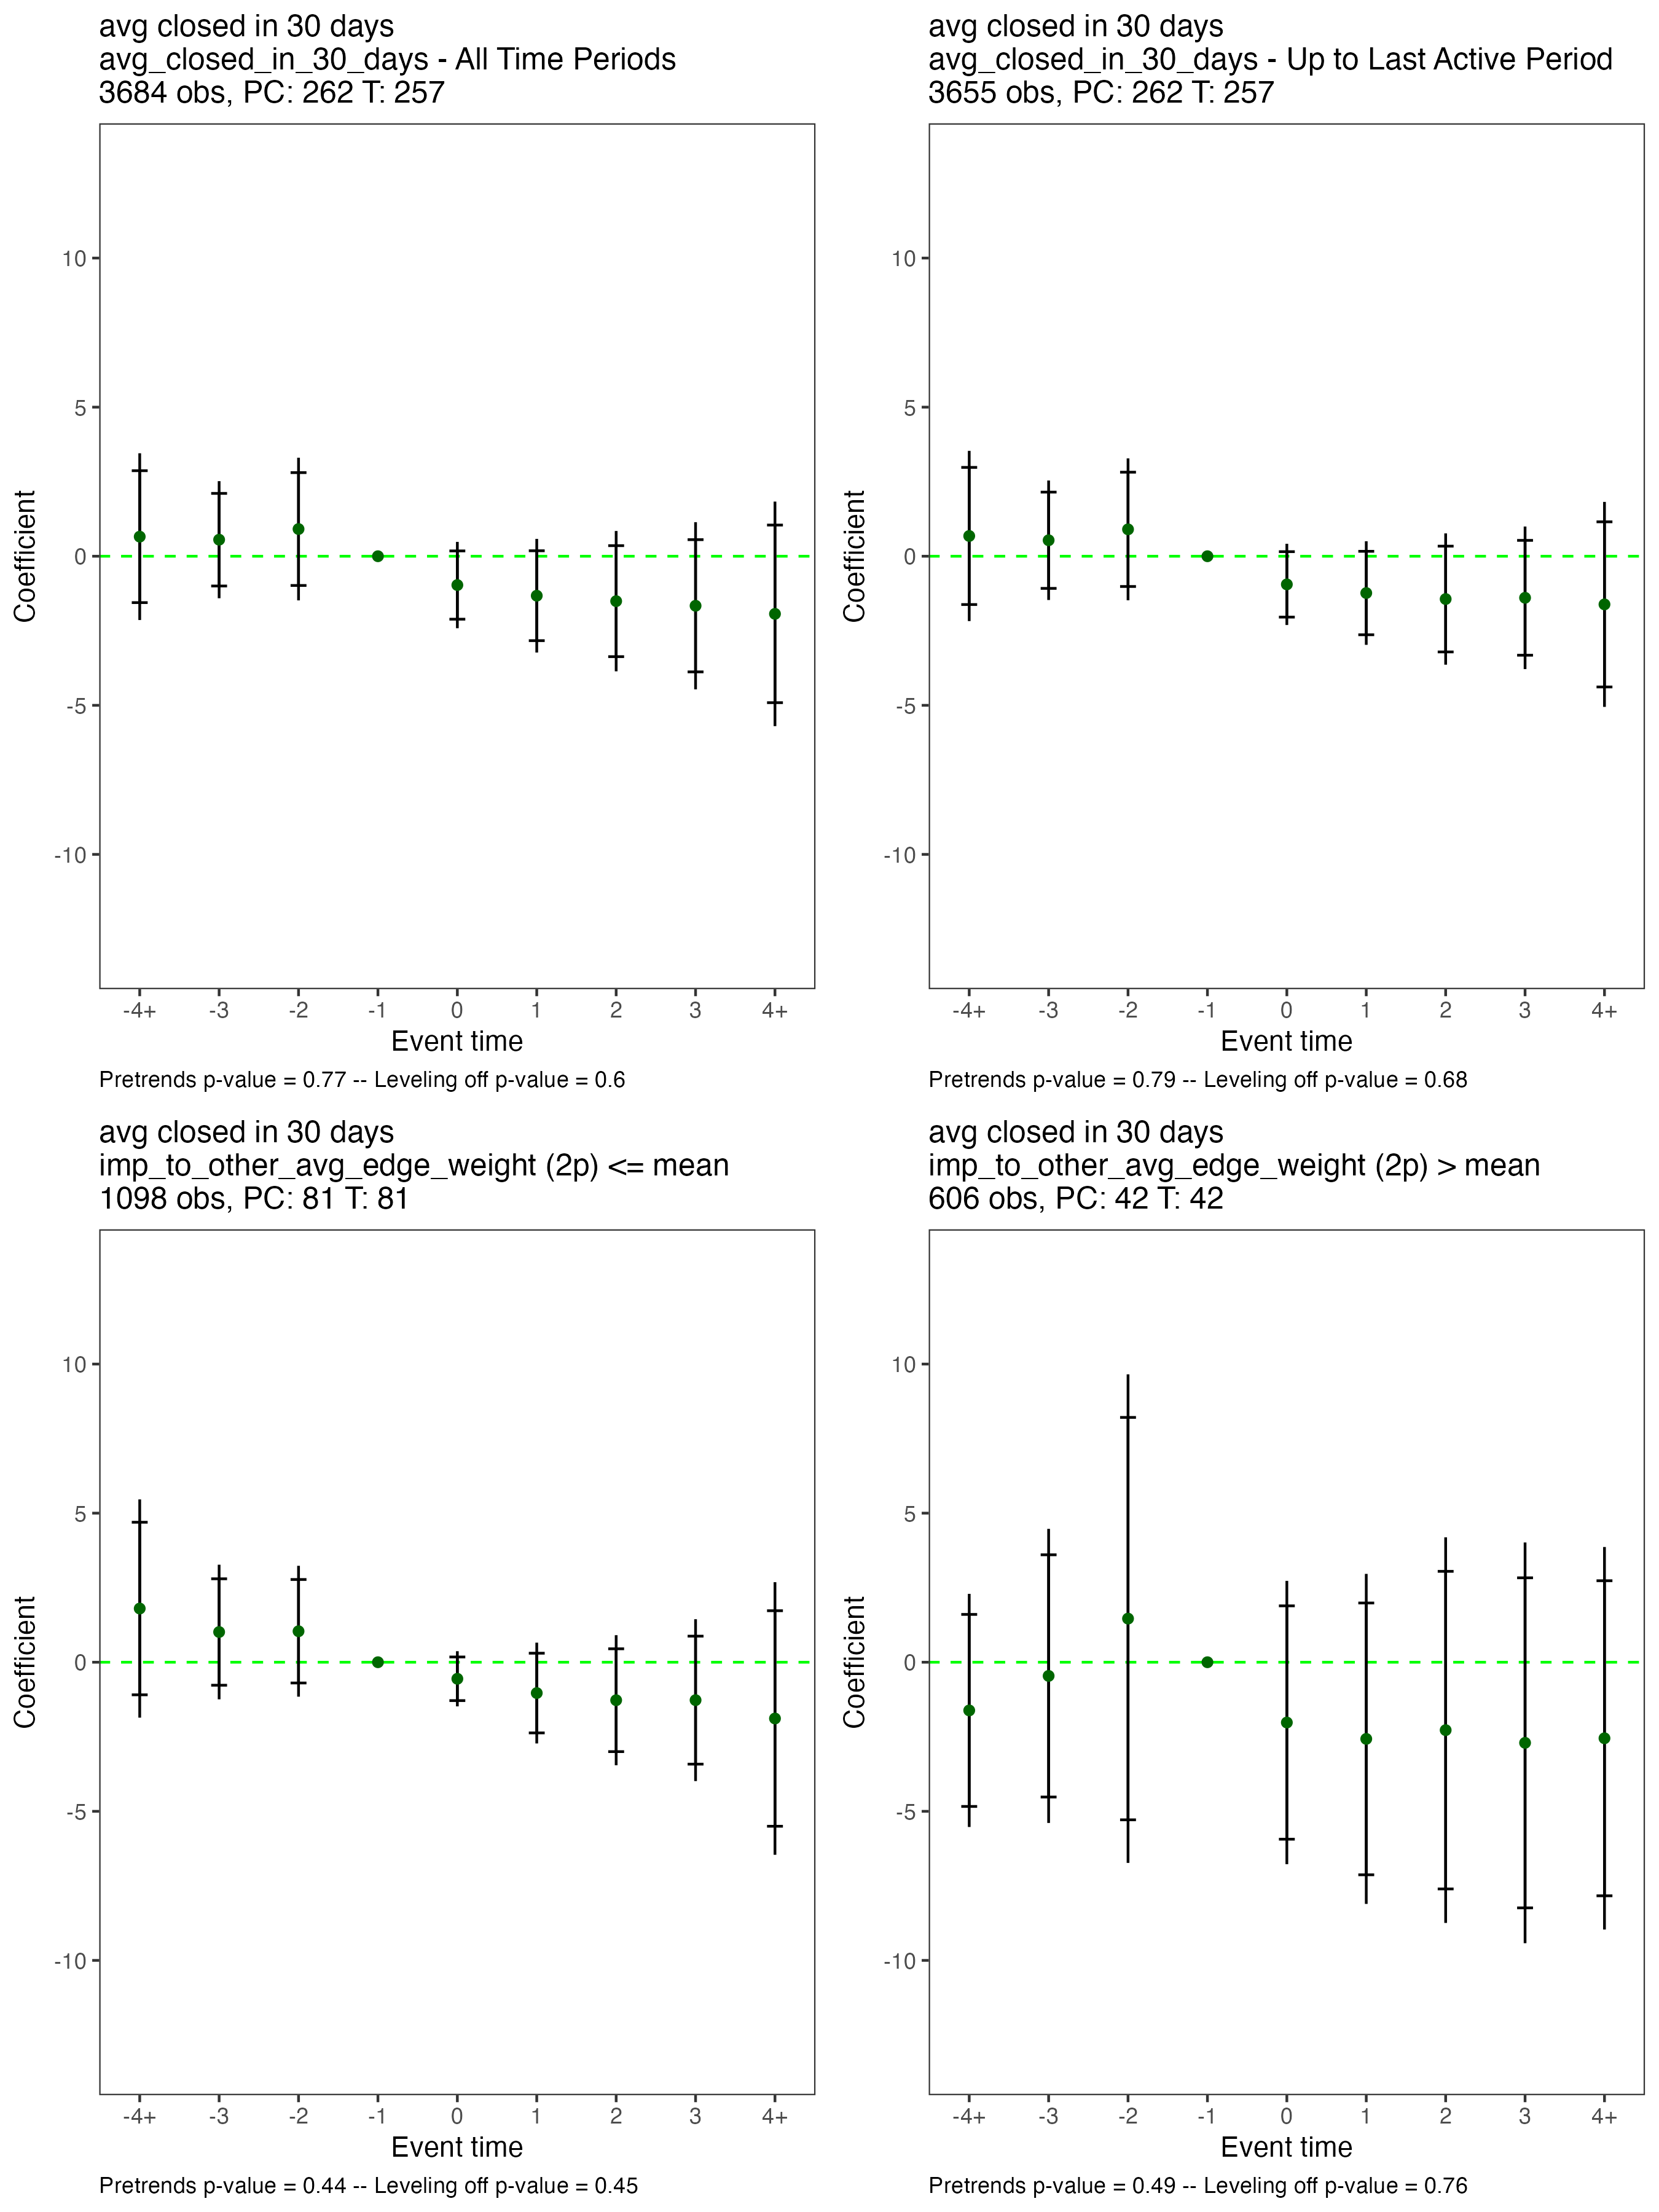 avg closed in 30 days
avg_closed_in_30_days - All Time Periods
3684 obs, PC: 262 T: 257
10
5
0
-5
-10
Coefficient
-4+ -3 -2 -1 0 1 2 3 4+
Event time
Pretrends p-value = 0.77 -- Leveling off p-value = 0.6
avg closed in 30 days
avg_closed_in_30_days - Up to Last Active Period
3655 obs, PC: 262 T: 257
10
5
0
-5
-10
Coefficient
-4+ -3 -2 -1 0 1 2 3 4+
Event time
Pretrends p-value = 0.79 -- Leveling off p-value = 0.68
avg closed in 30 days
imp_to_other_avg_edge_weight (2p) <= mean
1098 obs, PC: 81 T: 81
10
5
0
-5
-10
Coefficient
-4+ -3 -2 -1 0 1 2 3 4+
Event time
Pretrends p-value = 0.44 -- Leveling off p-value = 0.45
avg closed in 30 days
imp_to_other_avg_edge_weight (2p) > mean
606 obs, PC: 42 T: 42
10
5
0
-5
-10
Coefficient
-4+ -3 -2 -1 0 1 2 3 4+
Event time
Pretrends p-value = 0.49 -- Leveling off p-value = 0.76